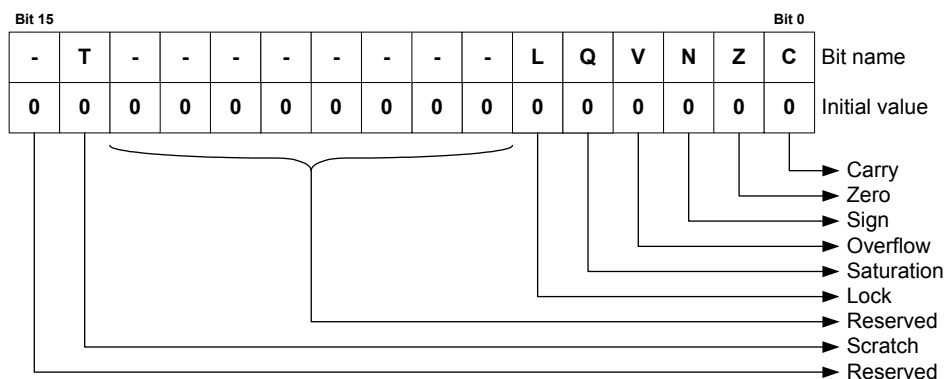 Bit 15 Bit 0
- T - - - - - - - - L Q V N Z C Bit name
0 0 0 0 0 0 0 0 0 0 0 0 0 0 0 0 Initial value
Carry
Zero
Sign
Overflow
Saturation
Lock
Reserved
Scratch
Reserved